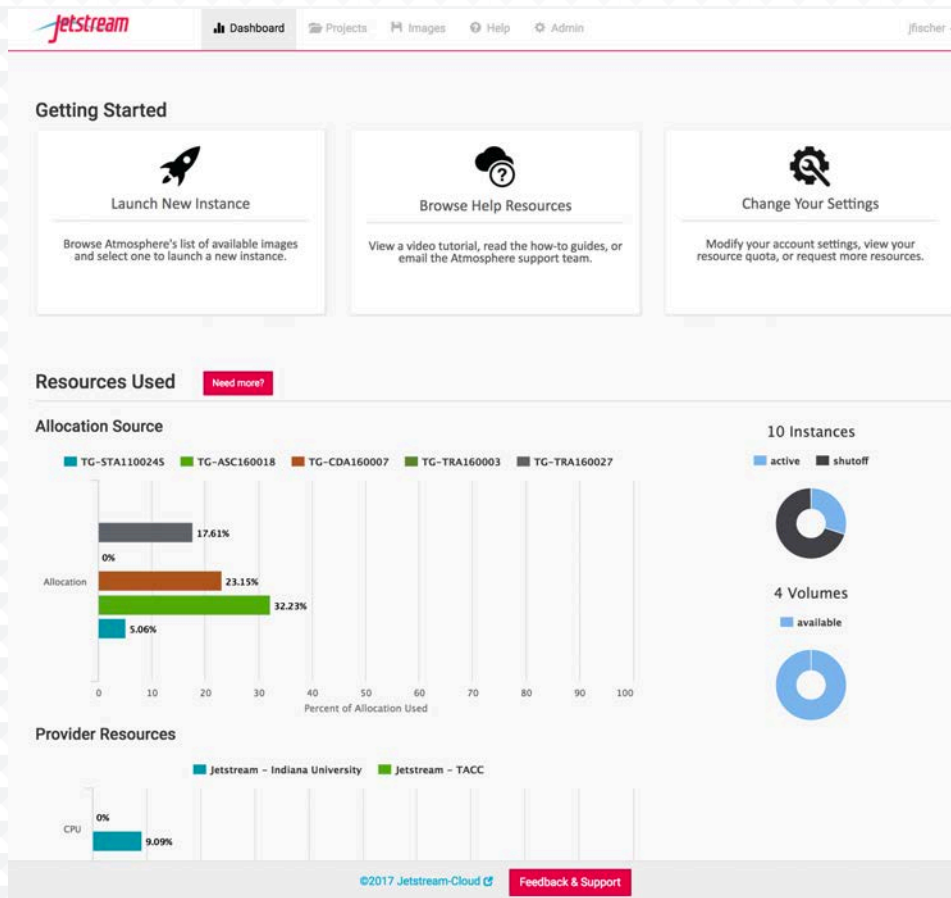 Jetstream
Dashboard Projects Images Help Admin jfischer
Getting Started
Launch New Instance
Browse Atmosphere's list of available images
and select one to launch a new instance.
Browse Help Resources
View a video tutorial, read the how-to guides, or
email the Atmosphere support team.
Change Your Settings
Modify your account settings, view your
resource quota, or request more resources.
Resources Used Need more?
Allocation Source
TG-STA110024S TG-ASC160018 TG-CDA160007 TG-TRA160003 TG-TRA160027
17.61%
0%
Allocation
23.15%
32.23%
5.06%
0 10 20 30 40 50 60 70 80 90 100
Percent of Allocation Used
10 Instances
active shutoff
4 Volumes
available
Provider Resources
Jetstream - Indiana University Jetstream - TACC
0%
CPU
9.09%
©2017 Jetstream-Cloud Feedback & Support